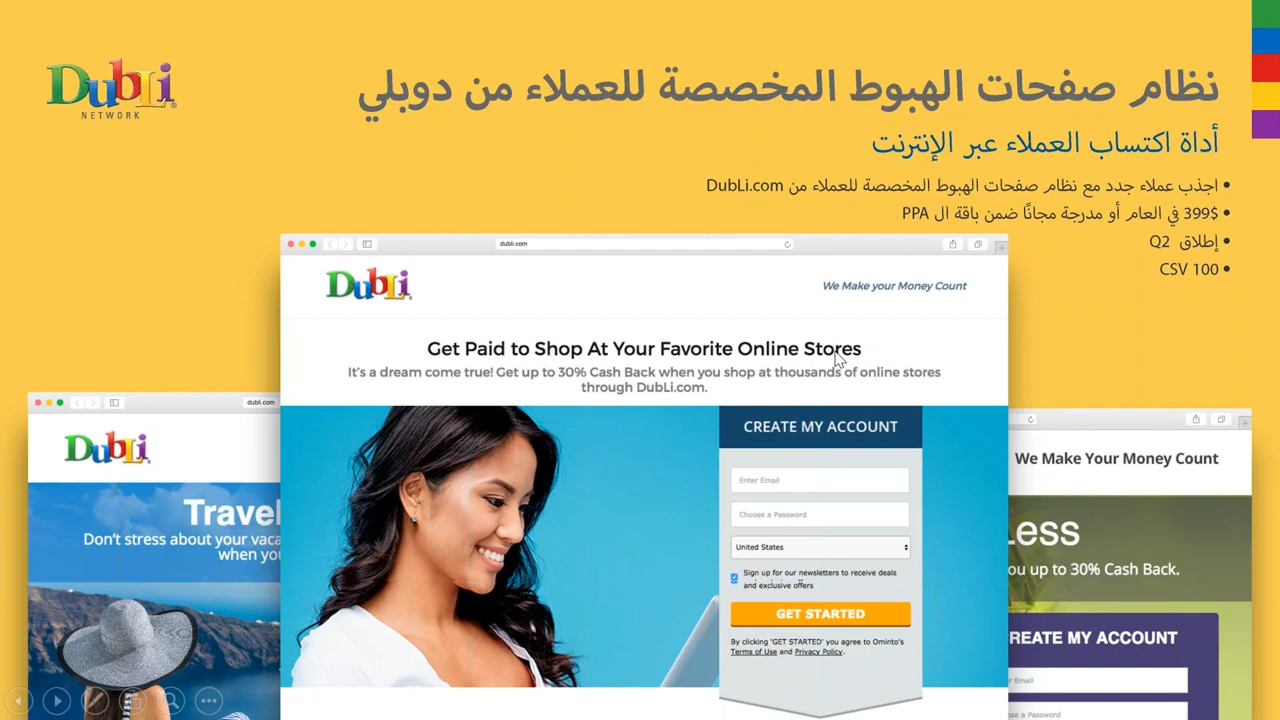 DubLi
NETWORK
نظام صفحات الهبوط المخصصة للعملاء من دوبلي
أداة اكتساب العملاء عبر الإنترنت
• اجذب عملاء جدد مع نظام صفحات الهبوط المخصصة للعملاء من DubLi.com
• 399$ في العام أو مدرجة مجانًا ضمن باقة ال PPA
• إطلاق Q2
• CSV 100
dubli.com
DubLi
We Make your Money Count
Get Paid to Shop At Your Favorite Online Stores
It's a dream come true! Get up to 30% Cash Back when you shop at thousands of online stores
through DubLi.com.
CREATE MY ACCOUNT
Enter Email
Choose a Password
United States
Sign up for our newsletters to receive deals
and exclusive offers
GET STARTED
By clicking 'GET STARTED' you agree to Ominto's
Terms of Use and Privacy Policy.
dubli.com
DubLi
Travel
Don't stress about your vaca
when you
We Make Your Money Count
Less
ou up to 30% Cash Back.
REATE MY ACCOUNT
Email
Choose a Password